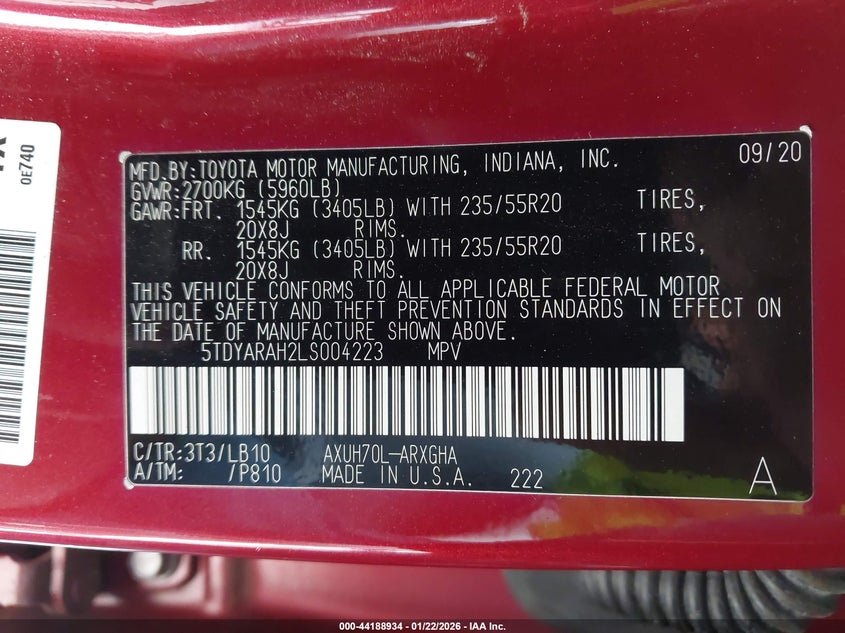 MFD.BY:TOYOTA MOTOR MANUFACTURING, INDIANA, INC. 09/20
GVWR:2700KG (5960LB)
GAWR:FRT. 1545KG (3405LB) WITH 235/55R20 TIRES,
20X8J RIMS.
RR. 1545KG (3405LB) WITH 235/55R20 TIRES,
20X8J RIMS.
THIS VEHICLE CONFORMS TO ALL APPLICABLE FEDERAL MOTOR
VEHICLE SAFETY AND THEFT PREVENTION STANDARDS IN EFFECT ON
THE DATE OF MANUFACTURE SHOWN ABOVE.
5TDYARAH2LS004223 MPV
C/TR:3T3/LB10 AXUH70L-ARXGHA
A/TM: /P810 MADE IN U.S.A. 222 A
0E740
000-44188934 - 01/22/2026 - IAA Inc.